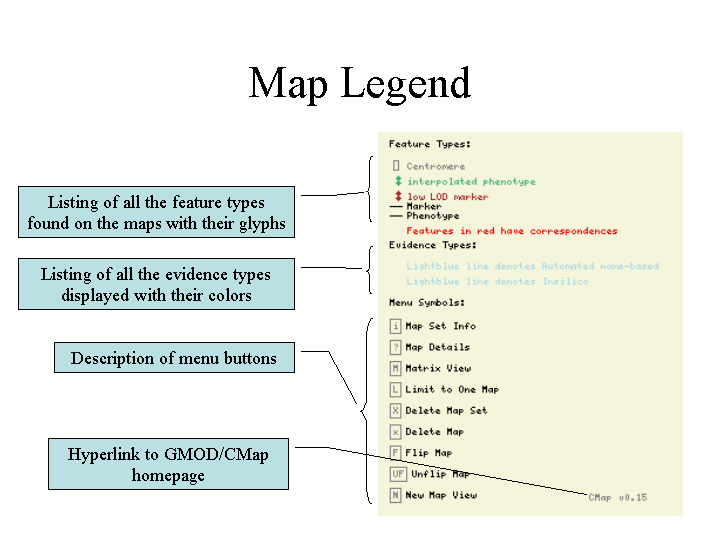 Map Legend
Feature Types:
Centromere
interpolated phenotype
low LOD marker
Marker
Phenotype
Features in red have correspondences
Evidence Types:
Lightblue line denotes Automated name-based
Lightblue line denotes Insilico
Menu Symbols:
i Map Set Info
? Map Details
M Matrix View
L Limit to One Map
X Delete Map Set
x Delete Map
F Flip Map
UF Unflip Map
N New Map View
CMap v0.15
Listing of all the feature types
found on the maps with their glyphs
Listing of all the evidence types
displayed with their colors
Description of menu buttons
Hyperlink to GMOD/CMap
homepage